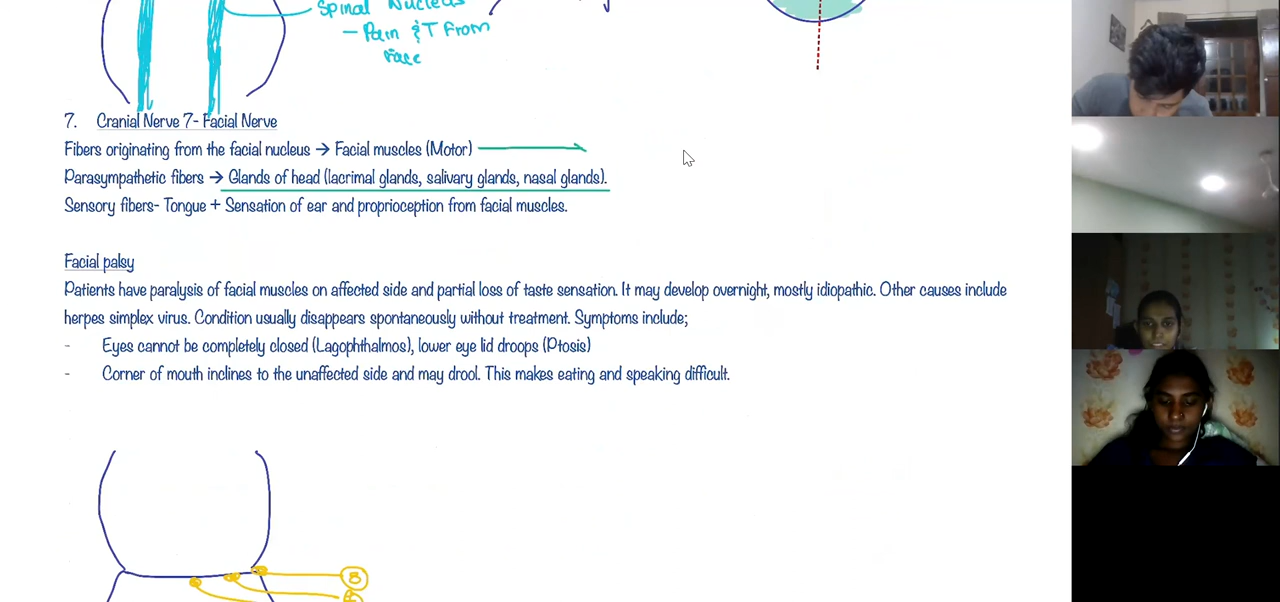 Spinal Nucleus
- Pain & T From
Face
7. Cranial Nerve 7- Facial Nerve
Fibers originating from the facial nucleus → Facial muscles (Motor)
Parasympathetic fibers → Glands of head (lacrimal glands, salivary glands, nasal glands).
Sensory fibers- Tongue + Sensation of ear and proprioception from facial muscles.
Facial palsy
Patients have paralysis of facial muscles on affected side and partial loss of taste sensation. It may develop overnight, mostly idiopathic. Other causes include
herpes simplex virus. Condition usually disappears spontaneously without treatment. Symptoms include;
- Eyes cannot be completely closed (Lagophthalmos), lower eye lid droops (Ptosis)
- Corner of mouth inclines to the unaffected side and may drool. This makes eating and speaking difficult.
8